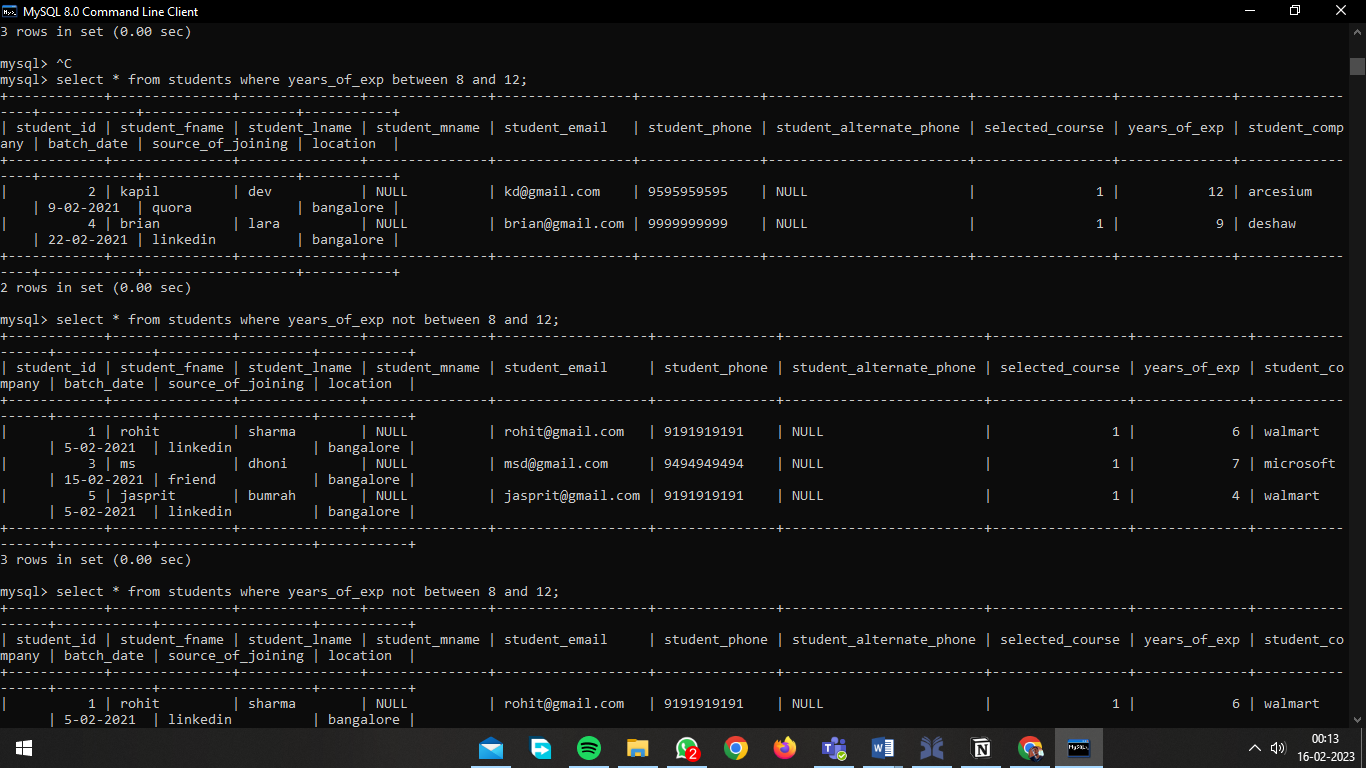 MySQL 8.0 Command Line Client
3 rows in set (0.00 sec)
mysql> ^C
mysql> select * from students where years_of_exp between 8 and 12;
+------------+---------------+---------------+---------------+-----------------+---------------+-------------------------+-----------------+--------------+-------------
----+------------+-------------------+-----------+
| student_id | student_fname | student_lname | student_mname | student_email   | student_phone | student_alternate_phone | selected_course | years_of_exp | student_comp
any | batch_date | source_of_joining | location  |
+------------+---------------+---------------+---------------+-----------------+---------------+-------------------------+-----------------+--------------+-------------
----+------------+-------------------+-----------+
|          2 | kapil         | dev           | NULL          | kd@gmail.com    | 9595959595    | NULL                    |               1 |           12 | arcesium
    | 9-02-2021  | quora             | bangalore |
|          4 | brian         | lara          | NULL          | brian@gmail.com | 9999999999    | NULL                    |               1 |            9 | deshaw
    | 22-02-2021 | linkedin          | bangalore |
+------------+---------------+---------------+---------------+-----------------+---------------+-------------------------+-----------------+--------------+-------------
----+------------+-------------------+-----------+
2 rows in set (0.00 sec)
mysql> select * from students where years_of_exp not between 8 and 12;
+------------+---------------+---------------+---------------+-------------------+---------------+-------------------------+-----------------+--------------+-----------
------+------------+-------------------+-----------+
| student_id | student_fname | student_lname | student_mname | student_email     | student_phone | student_alternate_phone | selected_course | years_of_exp | student_co
mpany | batch_date | source_of_joining | location  |
+------------+---------------+---------------+---------------+-------------------+---------------+-------------------------+-----------------+--------------+-----------
------+------------+-------------------+-----------+
|          1 | rohit         | sharma        | NULL          | rohit@gmail.com   | 9191919191    | NULL                    |               1 |            6 | walmart
      | 5-02-2021  | linkedin          | bangalore |
|          3 | ms            | dhoni         | NULL          | msd@gmail.com     | 9494949494    | NULL                    |               1 |            7 | microsoft
      | 15-02-2021 | friend            | bangalore |
|          5 | jasprit       | bumrah        | NULL          | jasprit@gmail.com | 9191919191    | NULL                    |               1 |            4 | walmart
      | 5-02-2021  | linkedin          | bangalore |
+------------+---------------+---------------+---------------+-------------------+---------------+-------------------------+-----------------+--------------+-----------
------+------------+-------------------+-----------+
3 rows in set (0.00 sec)
mysql> select * from students where years_of_exp not between 8 and 12;
+------------+---------------+---------------+---------------+-------------------+---------------+-------------------------+-----------------+--------------+-----------
------+------------+-------------------+-----------+
| student_id | student_fname | student_lname | student_mname | student_email     | student_phone | student_alternate_phone | selected_course | years_of_exp | student_co
mpany | batch_date | source_of_joining | location  |
+------------+---------------+---------------+---------------+-------------------+---------------+-------------------------+-----------------+--------------+-----------
------+------------+-------------------+-----------+
|          1 | rohit         | sharma        | NULL          | rohit@gmail.com   | 9191919191    | NULL                    |               1 |            6 | walmart
      | 5-02-2021  | linkedin          | bangalore |
2
00:13
16-02-2023